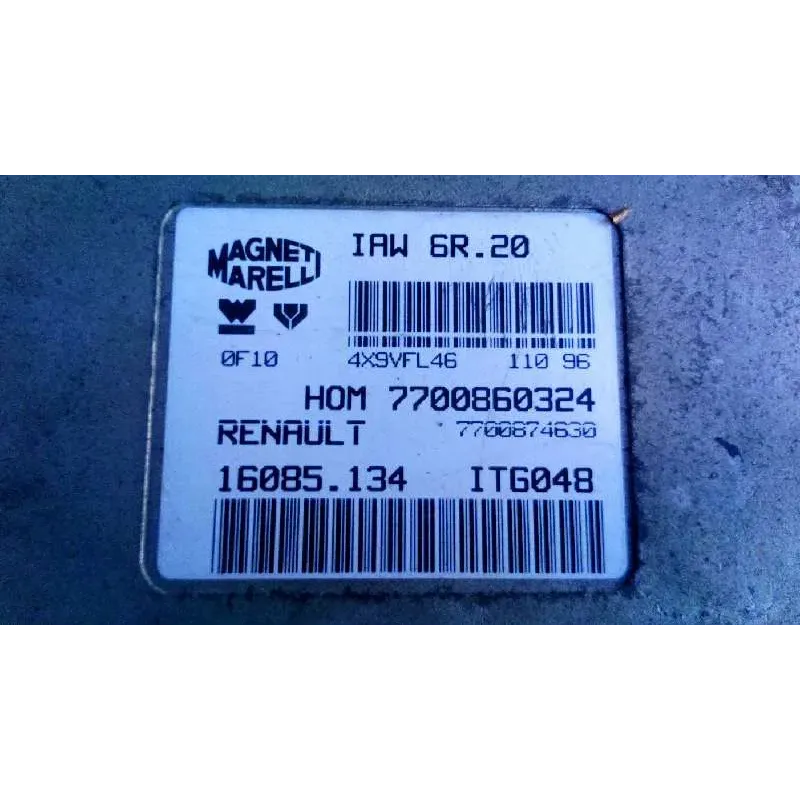 MAGNETI
MARELLI
IAW 6R.20
0F10
4X9VFL46 110 96
HOM 7700860324
RENAULT 7700874630
16085.134 ITG048